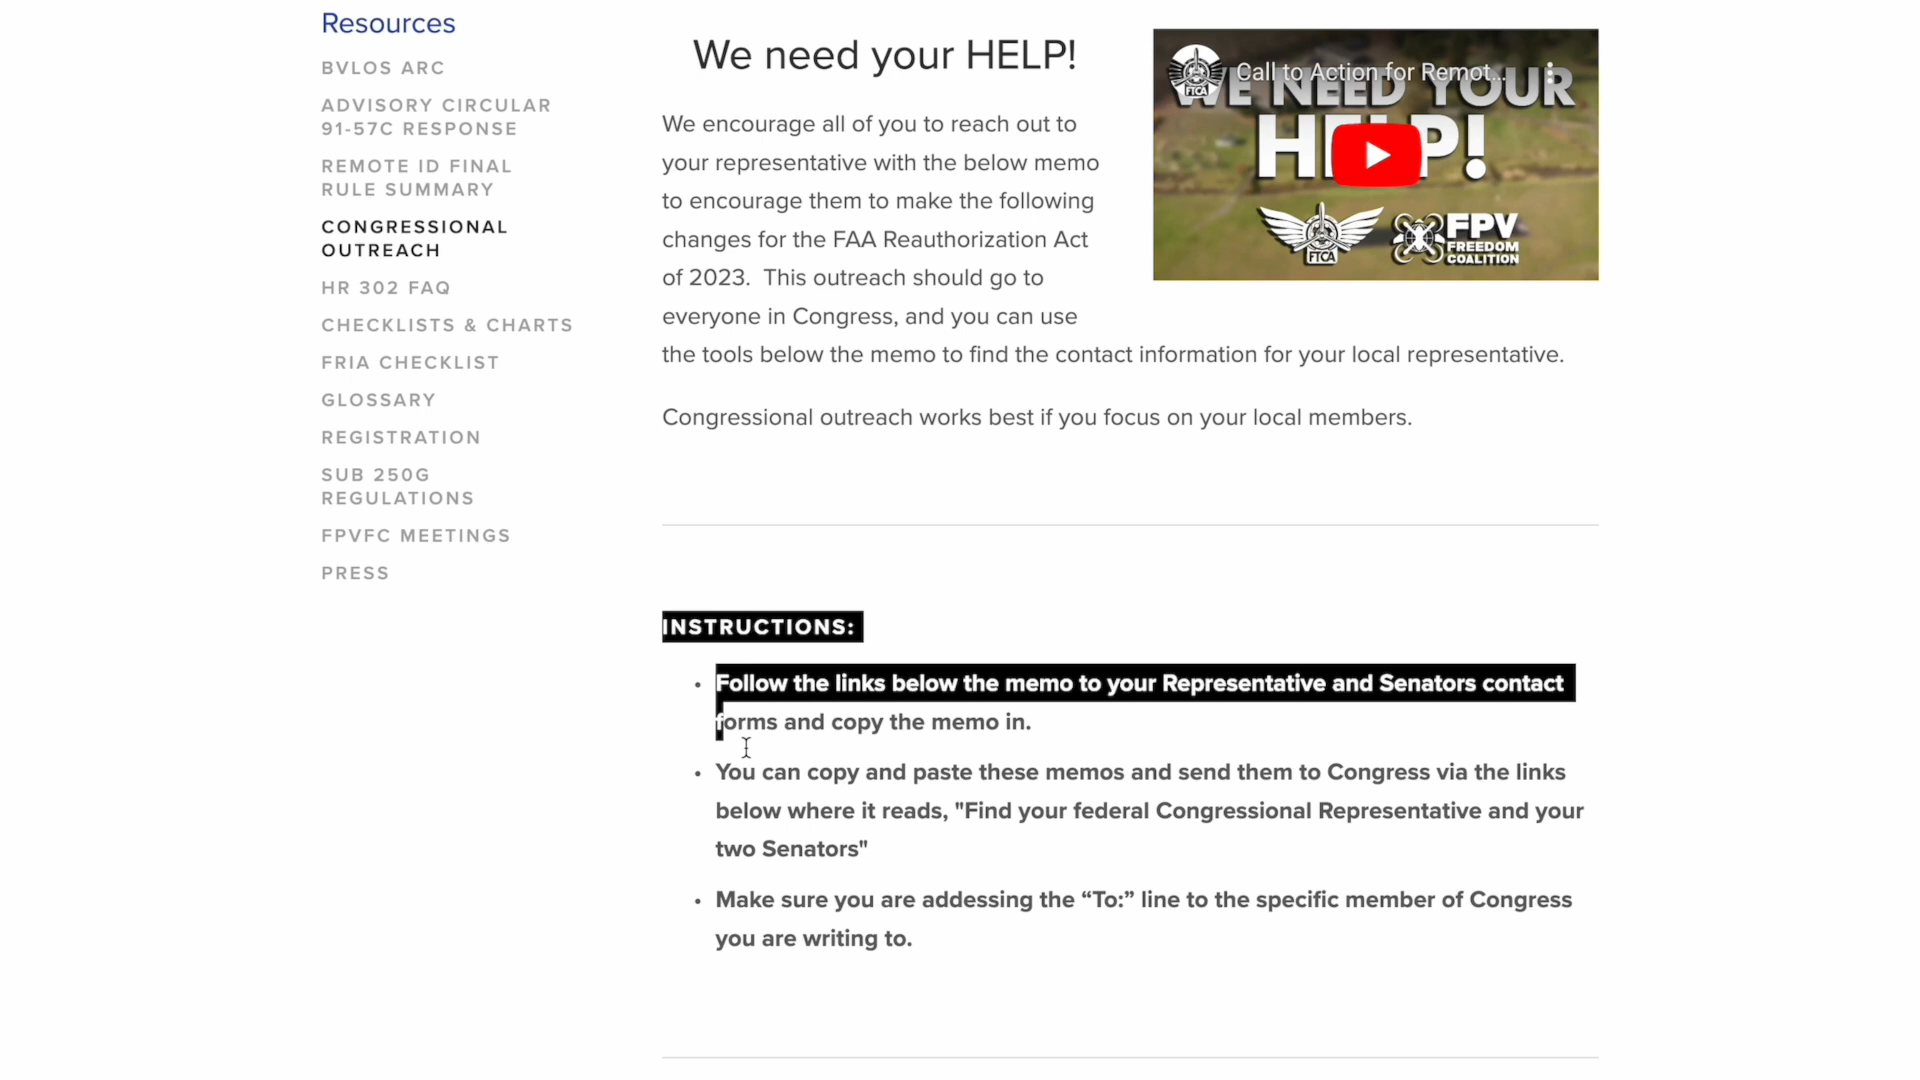 Resources
BVLOS ARC
ADVISORY CIRCULAR
91-57C RESPONSE
REMOTE ID FINAL
RULE SUMMARY
CONGRESSIONAL
OUTREACH
HR 302 FAQ
CHECKLISTS & CHARTS
FRIA CHECKLIST
GLOSSARY
REGISTRATION
SUB 250G
REGULATIONS
FPVFC MEETINGS
PRESS
We need your HELP!
We encourage all of you to reach out to
your representative with the below memo
to encourage them to make the following
changes for the FAA Reauthorization Act
of 2023. This outreach should go to
everyone in Congress, and you can use
the tools below the memo to find the contact information for your local representative.
Congressional outreach works best if you focus on your local members.
Call to Action for Remot...
WE NEED YOUR
HELP!
FTCA
FTCA
FPV
FREEDOM
COALITION
INSTRUCTIONS:
• Follow the links below the memo to your Representative and Senators contact
forms and copy the memo in.
• You can copy and paste these memos and send them to Congress via the links
below where it reads, "Find your federal Congressional Representative and your
two Senators"
• Make sure you are addessing the “To:” line to the specific member of Congress
you are writing to.